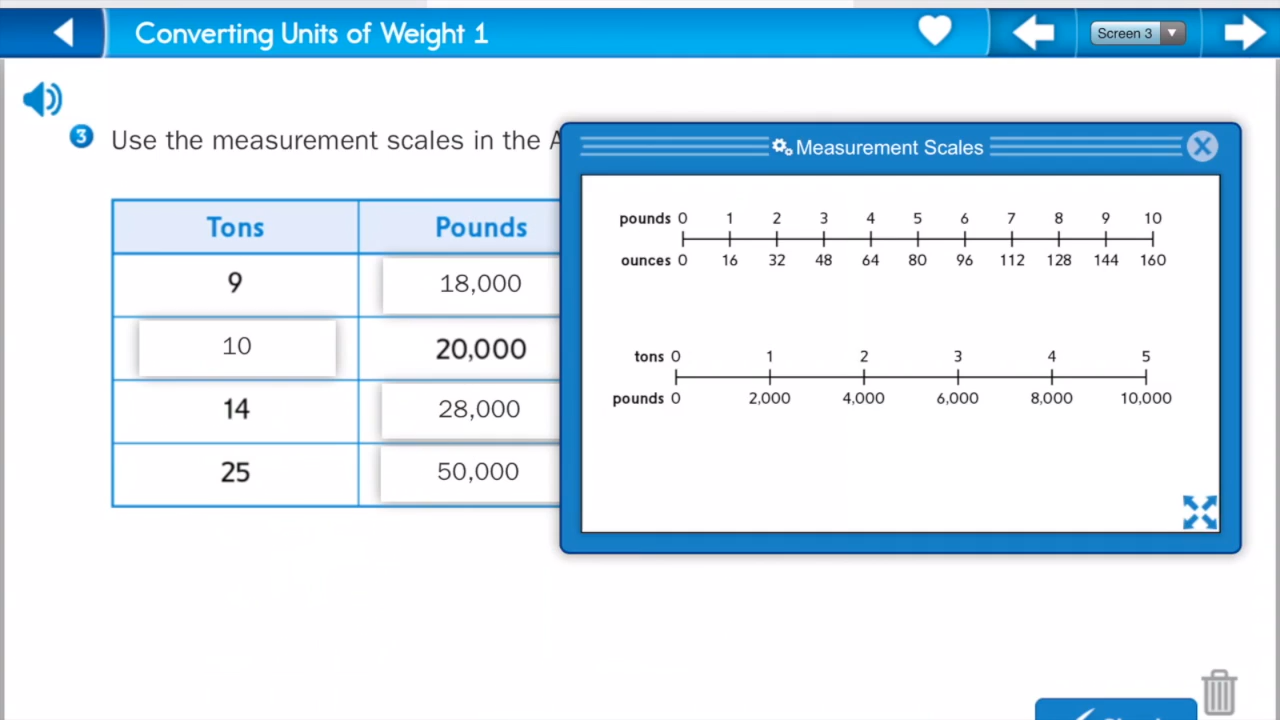 Converting Units of Weight 1
Screen 3
3 Use the measurement scales in the
Measurement Scales
Tons Pounds
9 18,000
10 20,000
14 28,000
25 50,000
pounds 0 1 2 3 4 5 6 7 8 9 10
ounces 0 16 32 48 64 80 96 112 128 144 160
tons 0 1 2 3 4 5
pounds 0 2,000 4,000 6,000 8,000 10,000